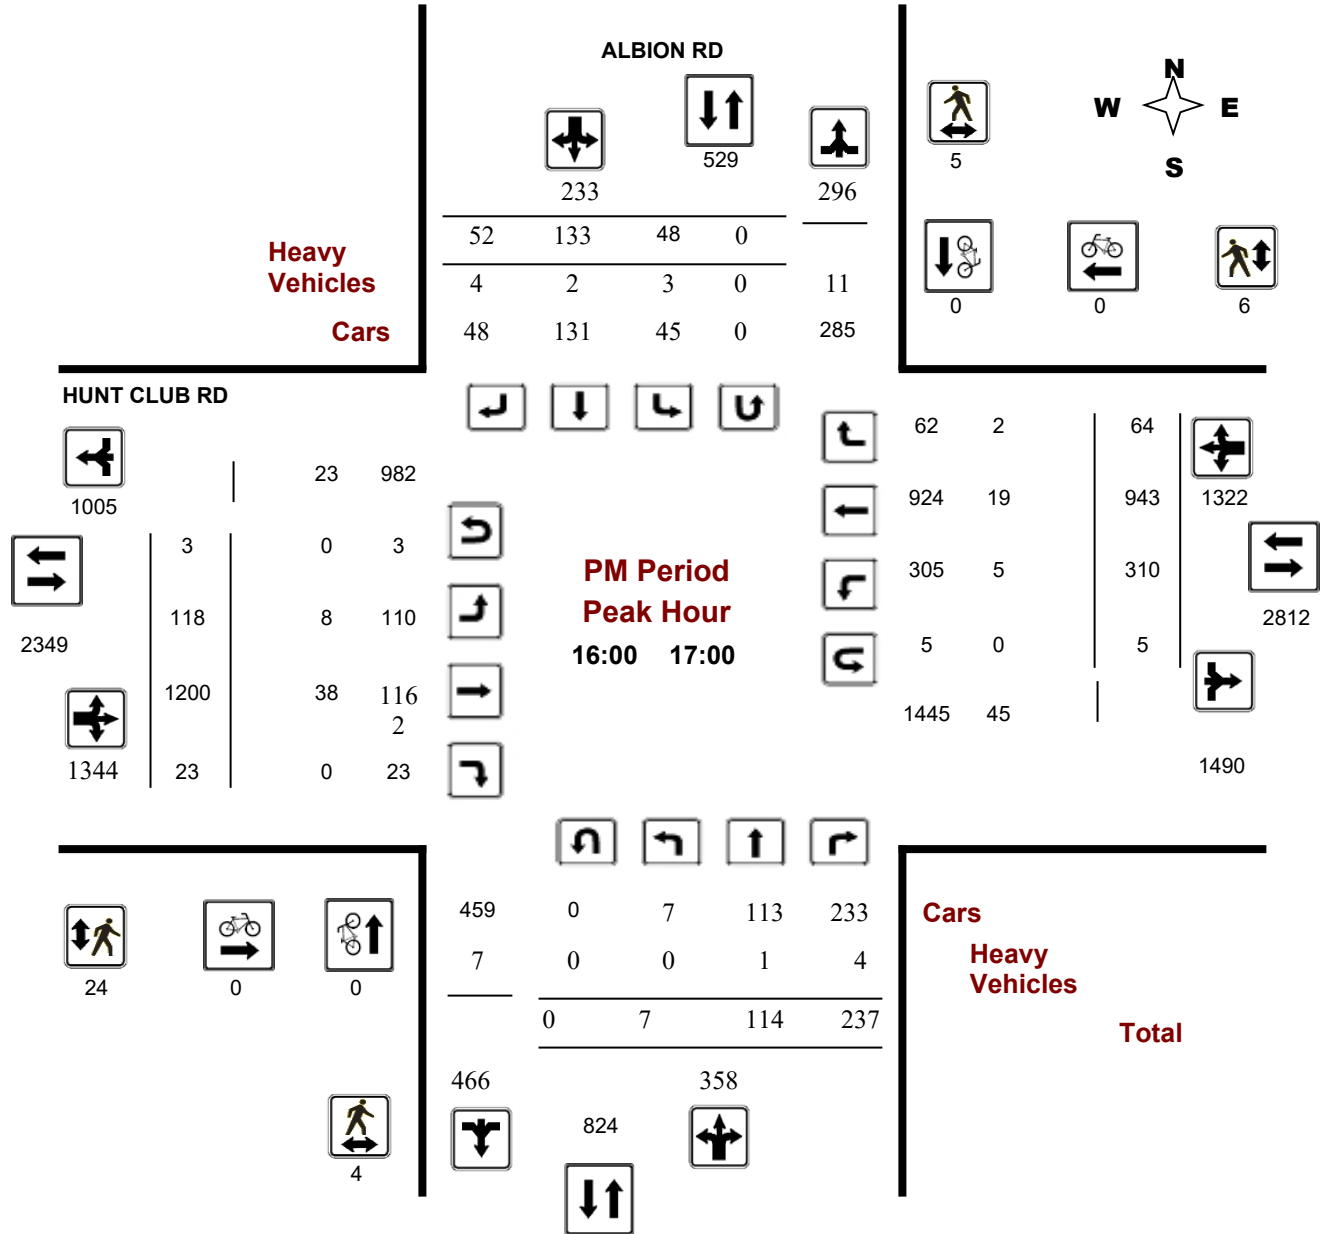 ALBION RD
N
W E
S
529
5
233
296
52 133 48 0
Heavy
Vehicles
4 2 3 0 11
0 0 6
Cars
48 131 45 0 285
HUNT CLUB RD
62 2 64
23 982
1005
924 19 943 1322
3 0 3
PM Period
305 5 310
Peak Hour
118 8 110
2812
2349
16:00 17:00
5 0 5
1200 38 116
2
1445 45
1344 23 0 23
1490
459 0 7 113 233
Cars
7 0 0 1 4
Heavy
Vehicles
24 0 0
0 7 114 237
Total
466 358
824
4